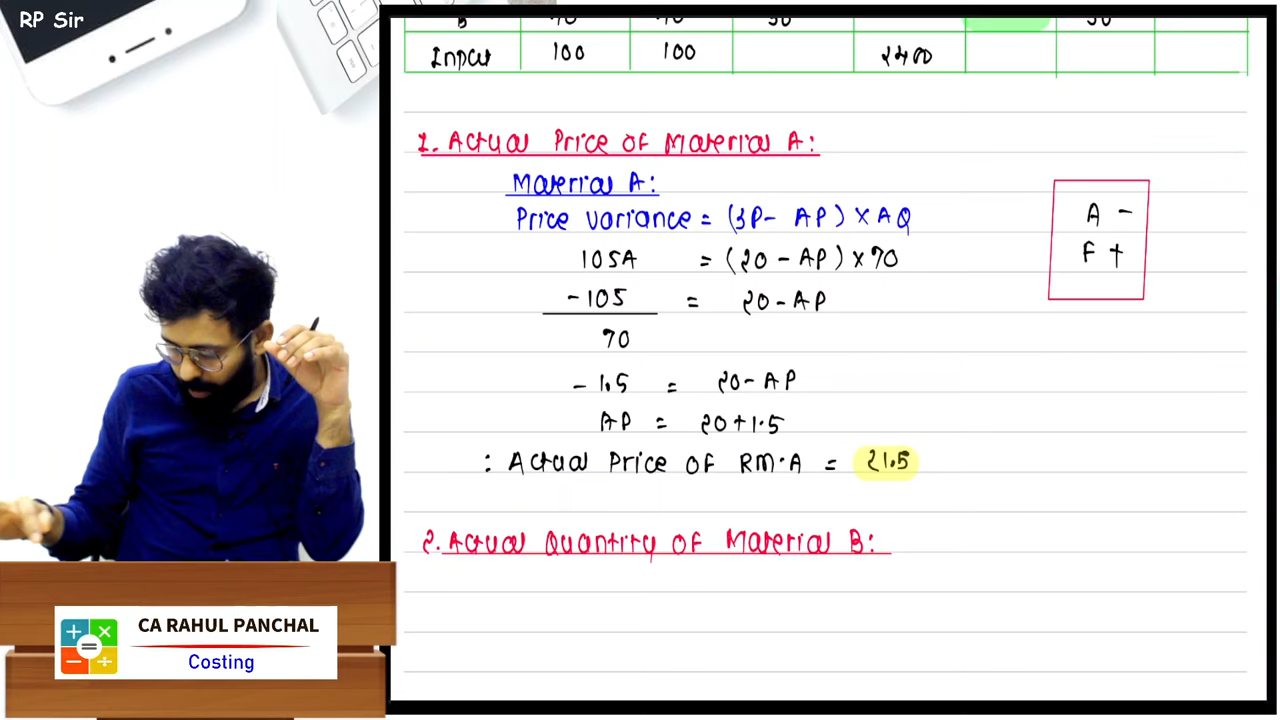 RP Sir
Input 100 100 2400
1. Actual Price of Material A:
Material A:
Price variance = (SP- AP) × AQ
105A = (20 - AP) × 70
-105 = 20 - AP
70
- 1.5 = 20- AP
AP = 20+1.5
: Actual Price of RM.A = 21.5
A -
F +
2. Actual Quantity of Material B:
CA RAHUL PANCHAL
Costing